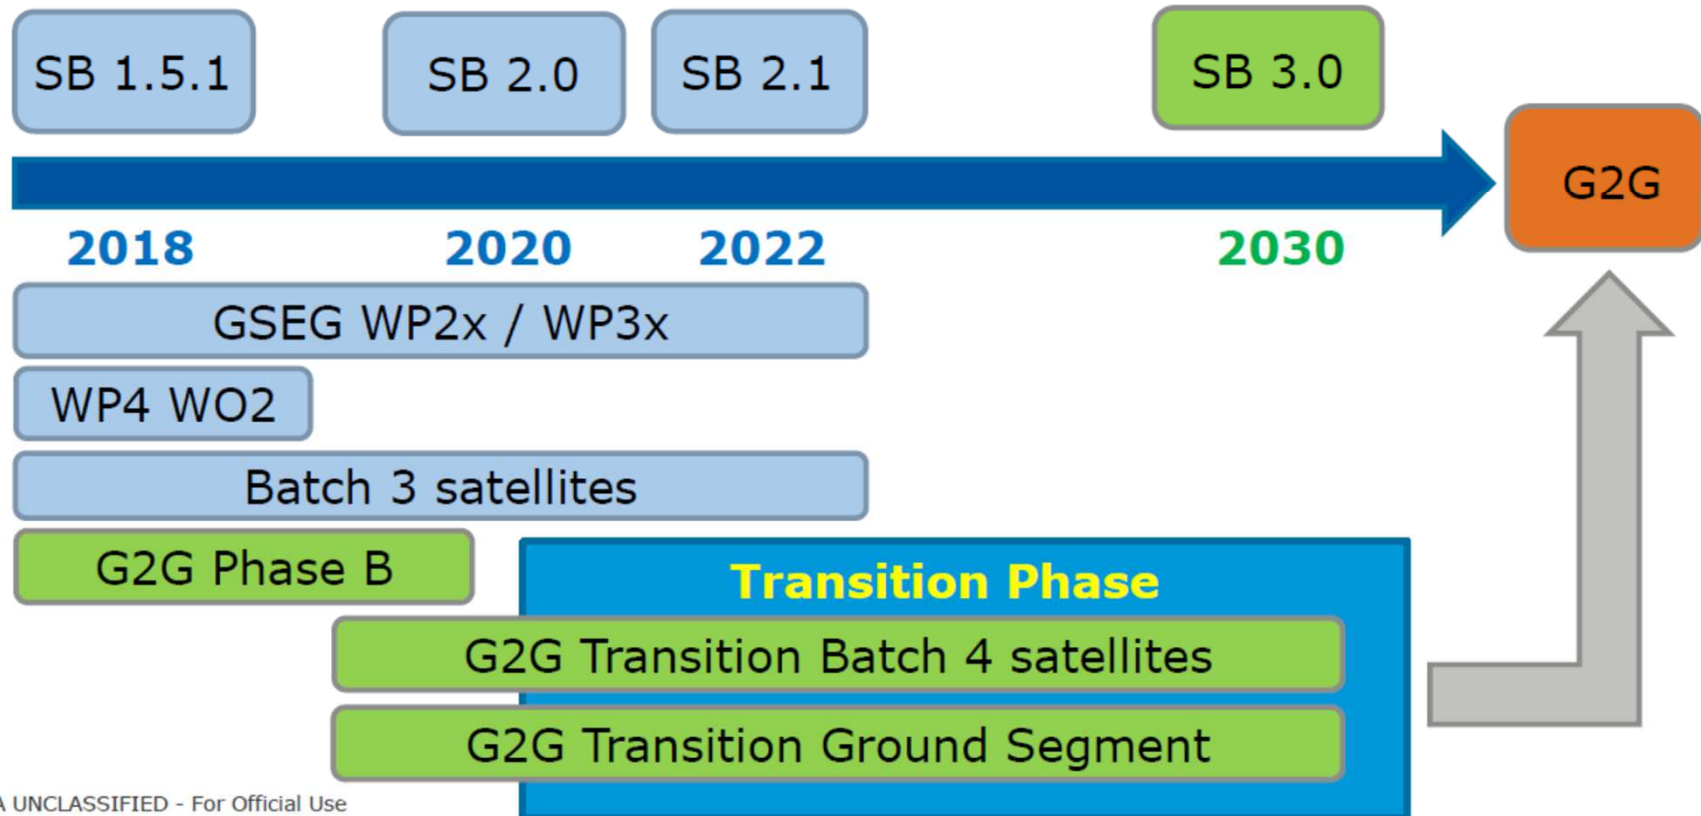 SB 1.5.1
SB 2.0
SB 2.1
SB 3.0
G2G
2018
2020
2022
2030
GSEG WP2x / WP3x
WP4 WO2
Batch 3 satellites
G2G Phase B
Transition Phase
G2G Transition Batch 4 satellites
G2G Transition Ground Segment
A UNCLASSIFIED - For Official Use